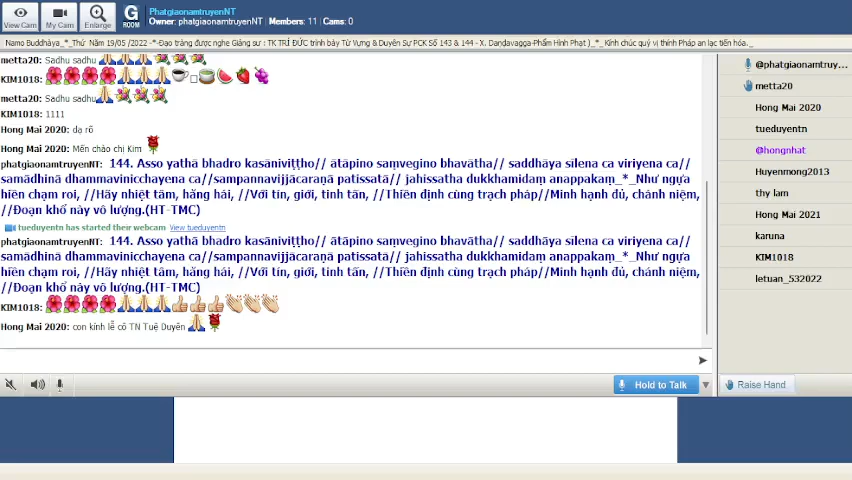 View Cam
My Cam
Enlarge
G
ROOM
PhatgiaonamtruyenNT
Owner: phatgiaonamtruyenNT | Members: 11 | Cams: 0
Namo Buddhàya_*_Thứ Năm 19/05 /2022 -*-Đạo tràng được nghe Giảng sư : TK TRÍ ĐỨC trình bày Từ Vựng & Duyên Sự PCK Số 143 & 144 - X. Daṇḍavagga-Phẩm Hình Phạt )_*_Kính chúc quý vị thính Pháp an lạc tiến hóa._
metta20: Sadhu sadhu
KIM1018:
metta20: Sadhu sadhu
KIM1018: 1111
Hong Mai 2020: dạ rõ
Hong Mai 2020: Mến chào chị Kim
phatgiaonamtruyenNT: 144. Asso yathā bhadro kasāniviṭṭho// ātāpino saṃvegino bhavātha// saddhāya sīlena ca viriyena ca//
samādhinā dhammavinicchayena ca//sampannavijjācaraṇā patissatā// jahissatha dukkhamidaṃ anappakaṃ_*_Như ngựa
hiền chạm roi, //Hãy nhiệt tâm, hăng hái, //Với tín, giới, tinh tấn, //Thiền định cùng trạch pháp//Minh hạnh đủ, chánh niệm,
//Đoạn khổ này vô lượng.(HT-TMC)
tueduyentn has started their webcam View tueduyentn
phatgiaonamtruyenNT: 144. Asso yathā bhadro kasāniviṭṭho// ātāpino saṃvegino bhavātha// saddhāya sīlena ca viriyena ca//
samādhinā dhammavinicchayena ca//sampannavijjācaraṇā patissatā// jahissatha dukkhamidaṃ anappakaṃ_*_Như ngựa
hiền chạm roi, //Hãy nhiệt tâm, hăng hái, //Với tín, giới, tinh tấn, //Thiền định cùng trạch pháp//Minh hạnh đủ, chánh niệm,
//Đoạn khổ này vô lượng.(HT-TMC)
KIM1018:
Hong Mai 2020: con kính lễ cô TN Tuệ Duyên
@phatgiaonamtruy...
metta20
Hong Mai 2020
tueduyentn
@hongnhat
Huyenmong2013
thy lam
Hong Mai 2021
karuna
KIM1018
letuan_532022
Hold to Talk
Raise Hand